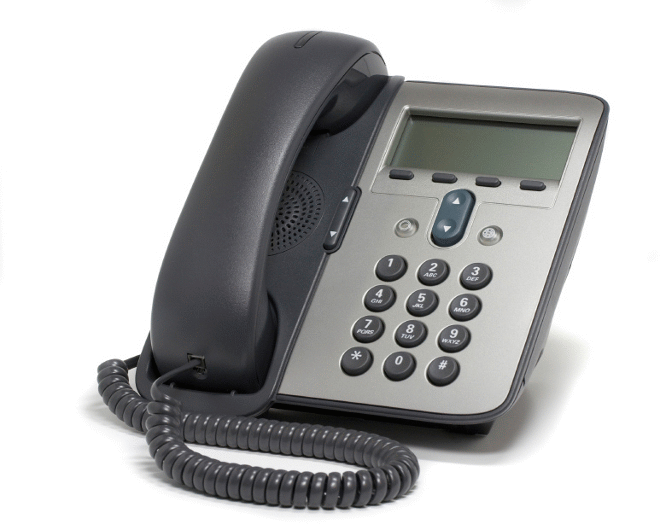 1 2 ABC 3 DEF
4 GHI 5 JKL 6 MNO
7 PQRS 8 TUV 9 WXYZ
* 0 #